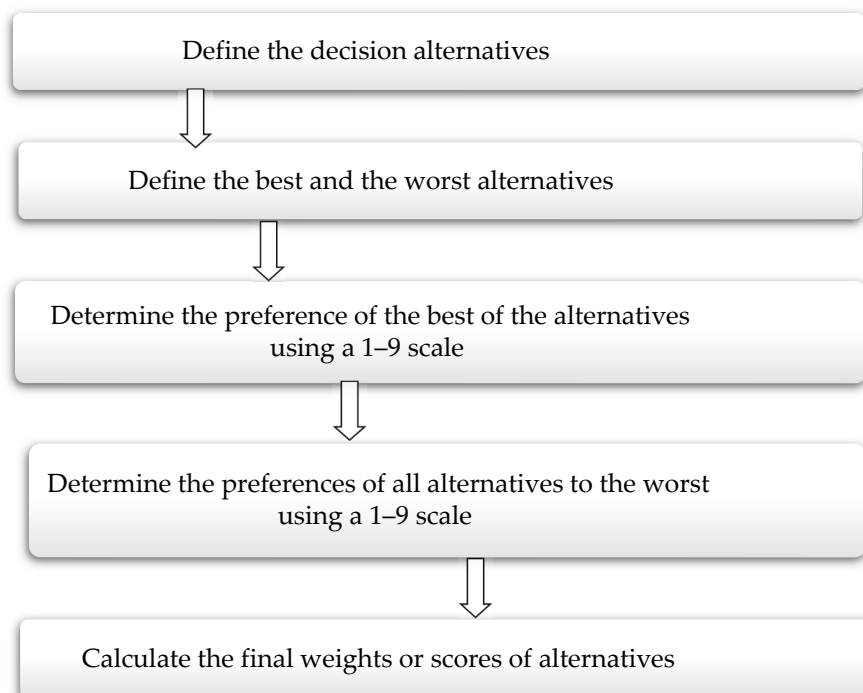 Define the decision alternatives
Define the best and the worst alternatives
Determine the preference of the best of the alternatives
using a 1–9 scale
Determine the preferences of all alternatives to the worst
using a 1–9 scale
Calculate the final weights or scores of alternatives